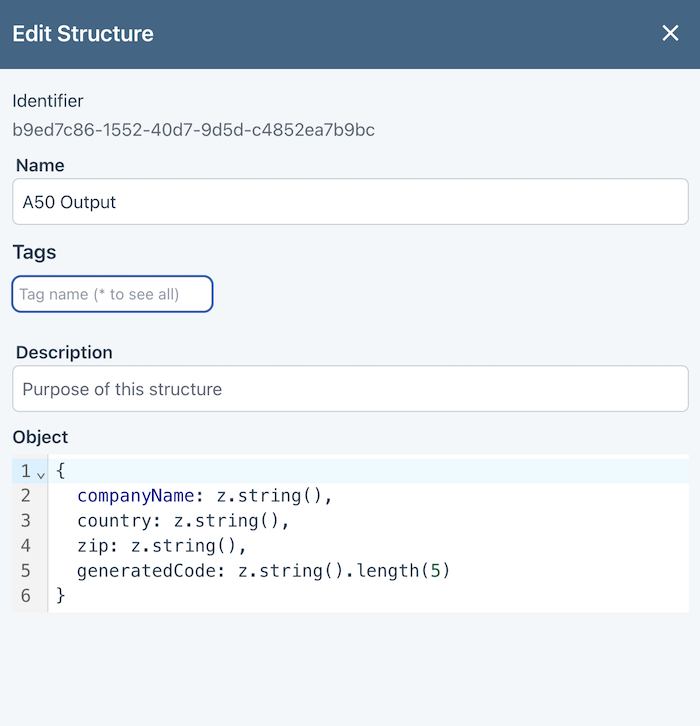 Edit Structure
Identifier
b9ed7c86-1552-40d7-9d5d-c4852ea7b9bc
Name
A50 Output
Tags
Tag name (* to see all)
Description
Purpose of this structure
Object
1 {
2   companyName: z.string(),
3   country: z.string(),
4   zip: z.string(),
5   generatedCode: z.string().length(5)
6 }